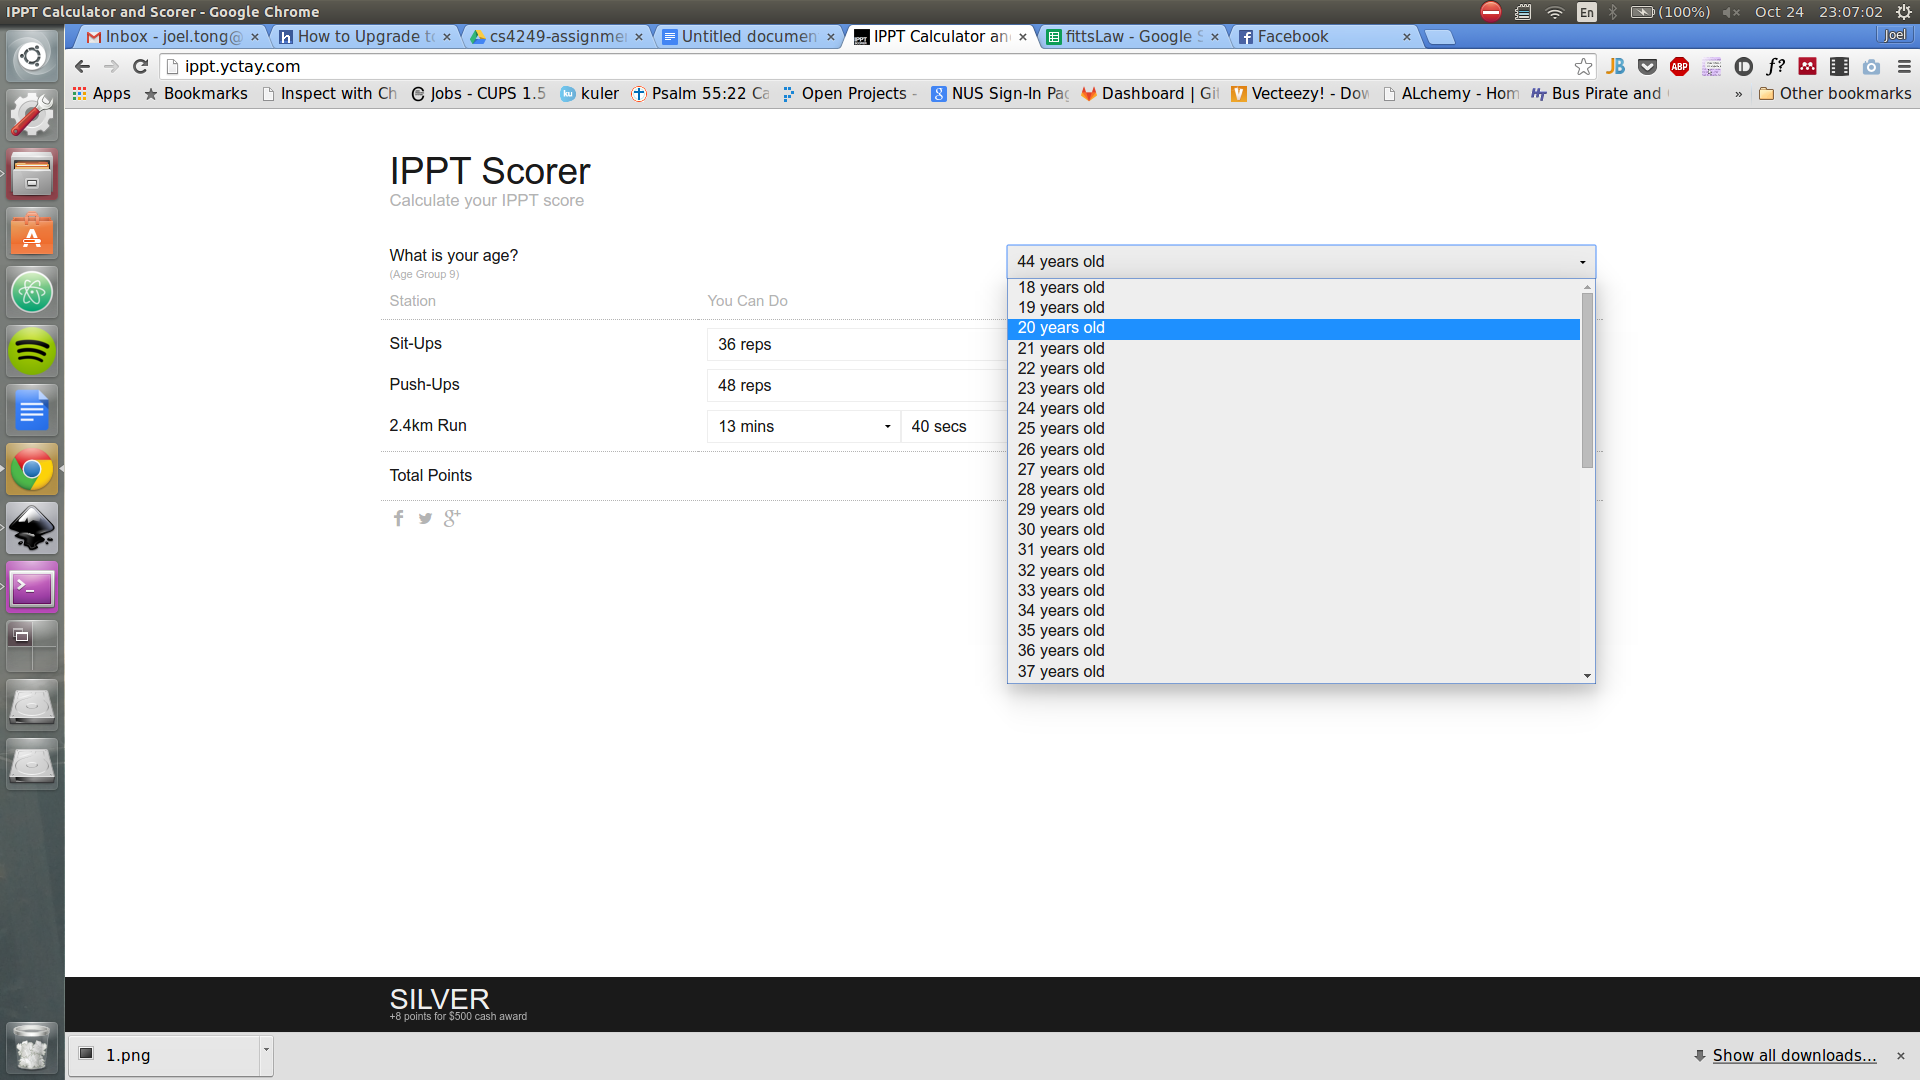 IPPT Calculator and Scorer - Google Chrome
En (100%) Oct 24 23:07:02
Inbox - joel.tong@ How to Upgrade to cs4249-assignme Untitled documen IPPT Calculator an fittsLaw - Google S Facebook Joel
ippt.yctay.com JB ABP f?
Apps Bookmarks Inspect with Ch Jobs - CUPS 1.5 ku kuler Psalm 55:22 Ca Open Projects - NUS Sign-In Pag Dashboard | Git Vecteezy! - Dow ALchemy - Hom HT Bus Pirate and » Other bookmarks
IPPT Scorer
Calculate your IPPT score
What is your age?
(Age Group 9)
44 years old
Station You Can Do
Sit-Ups 36 reps
Push-Ups 48 reps
2.4km Run 13 mins 40 secs
Total Points
18 years old
19 years old
20 years old
21 years old
22 years old
23 years old
24 years old
25 years old
26 years old
27 years old
28 years old
29 years old
30 years old
31 years old
32 years old
33 years old
34 years old
35 years old
36 years old
37 years old
SILVER
+8 points for $500 cash award
1.png Show all downloads...